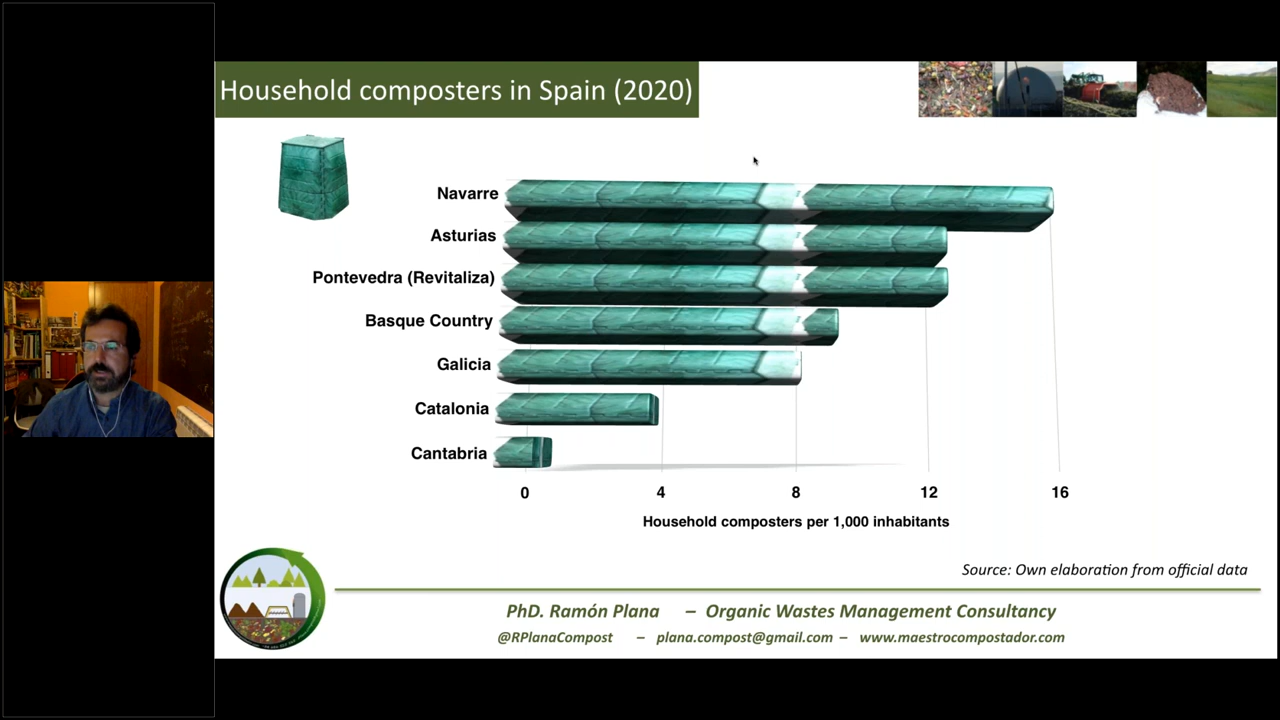 Household composters in Spain (2020)
Navarre
Asturias
Pontevedra (Revitaliza)
Basque Country
Galicia
Catalonia
Cantabria
0 4 8 12 16
Household composters per 1,000 inhabitants
Source: Own elaboration from official data
PhD. Ramón Plana – Organic Wastes Management Consultancy
@RPlanaCompost – plana.compost@gmail.com – www.maestrocompostador.com